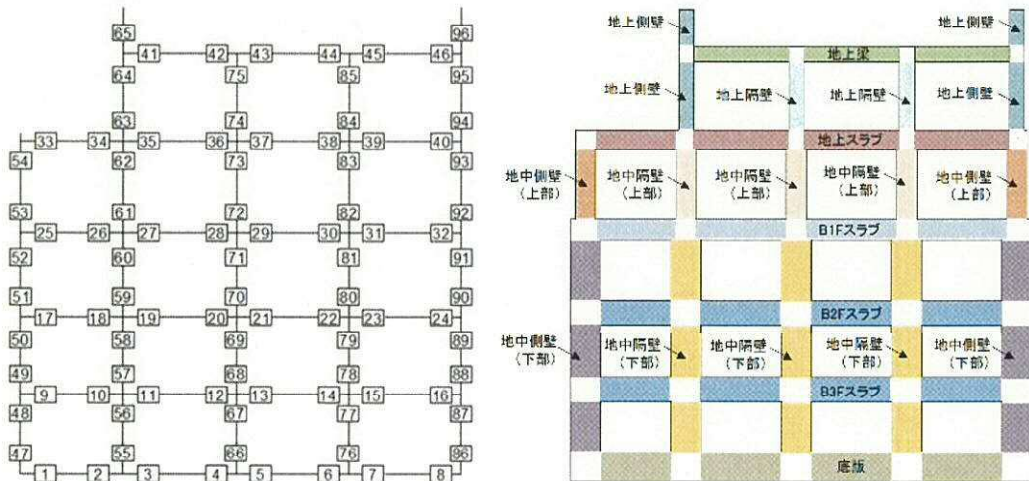 65
96
41 42 43 44 45 46
64 75 85 95
63 74 84 94
33 34 35 36 37 38 39 40
54 62 73 83 93
53 61 72 82 92
25 26 27 28 29 30 31 32
52 60 71 81 91
51 59 70 80 90
17 18 19 20 21 22 23 24
50 58 69 79 89
49 57 68 78 88
9 10 11 12 13 14 15 16
48 56 67 77 87
47 55 66 76 86
1 2 3 4 5 6 7 8
地上側壁
地上側壁
地上梁
地上側壁
地上隔壁
地上隔壁
地上側壁
地上スラブ
地中側壁
(上部)
地中隔壁
(上部)
地中隔壁
(上部)
地中隔壁
(上部)
地中側壁
(上部)
B1Fスラブ
B2Fスラブ
地中側壁
(下部)
地中隔壁
(下部)
地中隔壁
(下部)
地中隔壁
(下部)
地中側壁
(下部)
B3Fスラブ
底版